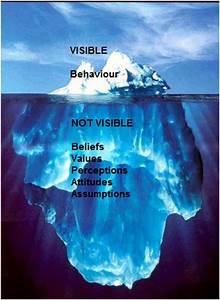 VISIBLE
Behaviour
NOT VISIBLE
Beliefs
Values
Perceptions
Attitudes
Assumptions